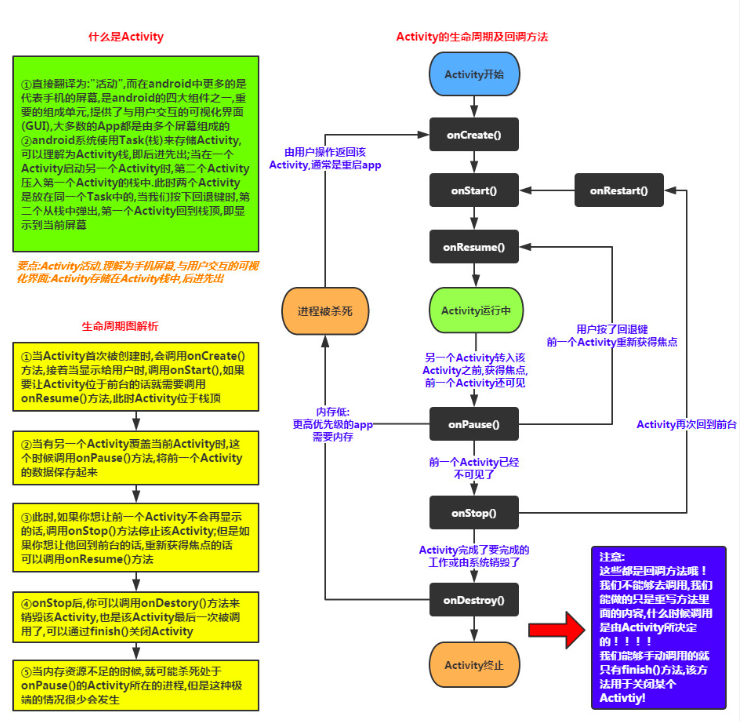 什么是Activity
①直接翻译为:"活动",而在android中更多的是
代表手机的屏幕,是android的四大组件之一,重
要的组成单元,提供了与用户交互的可视化界面
(GUI),大多数的App都是由多个屏幕组成的
②android系统使用Task(栈)来存储Activity,
可以理解为Activity栈,即后进先出;当在一个
Activity启动另一个Activity时,第二个Activity
压入第一个Activity的栈中.此时两个Activity
是放在同一个Task中的,当我们按下回退键时,第
二个从栈中弹出,第一个Activity回到栈顶,即显
示到当前屏幕
要点:Activity活动,理解为手机屏幕,与用户交互的可视
化界面;Activity存储在Activity栈中,后进先出
生命周期图解析
①当Activity首次被创建时,会调用onCreate()
方法,接着当显示给用户时,调用onStart(),如果
要让Activity位于前台的话就需要调用
onResume()方法,此时Activity位于栈顶
②当有另一个Activity覆盖当前Activity时,这
个时候调用onPause()方法,将前一个Activity
的数据保存起来
③此时,如果你想让前一个Activity不会再显示
的话,调用onStop()方法停止该Activity;但是如
果你想让他回到前台的话,重新获得焦点的话
可以调用onResume()方法
④onStop后,你可以调用onDestory()方法来
销毁该Activity,也是该Activity最后一次被调
用了,可以通过finish()关闭Activity
⑤当内存资源不足的时候,就可能杀死处于
onPause()的Activity所在的进程,但是这种极
端的情况很少会发生
Activity的生命周期及回调方法
Activity开始
onCreate()
由用户操作返回该
Activity,通常是重启app
onStart()
onRestart()
onResume()
进程被杀死
Activity运行中
用户按了回退键
前一个Activity重新获得焦点
另一个Activity转入该
Activity之前,获得焦点,
前一个Activity还可见
内存低:
更高优先级的app
需要内存
onPause()
Activity再次回到前台
前一个Activity已经
不可见了
onStop()
Activity完成了要完成的
工作或由系统销毁了
onDestroy()
Activity终止
注意:
这些都是回调方法哦！
我们不能够去调用,我们
能做的只是重写方法里
面的内容,什么时候调用
是由Activity所决定
的！！！！
我们能够手动调用的就
只有finish()方法,该方
法用于关闭某个
Activtiy!